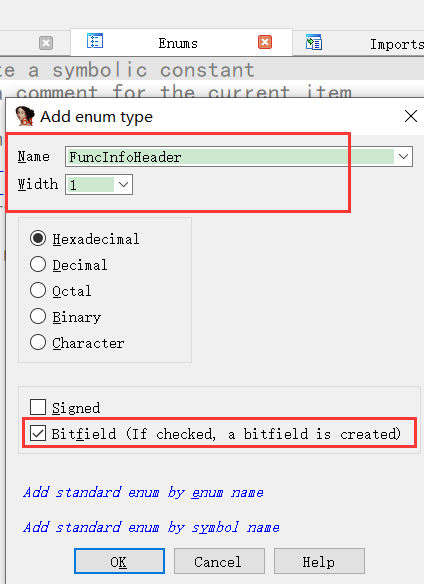 Enums
Imports
te a symbolic constant
comment for the current item
Add enum type
Name FuncInfoHeader
Width 1
Hexadecimal
Decimal
Octal
Binary
Character
Signed
Bitfield (If checked, a bitfield is created)
Add standard enum by enum name
Add standard enum by symbol name
OK Cancel Help